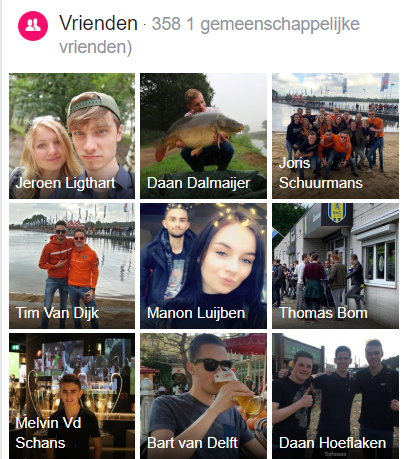 Vrienden · 358 1 gemeenschappelijke
vrienden)
Jeroen Ligthart
Daan Dalmaijer
Joris
Schuurmans
Tim Van Dijk
Manon Luijben
Thomas Bom
Melvin Vd
Schans
Bart van Delft
Daan Hoeflaken